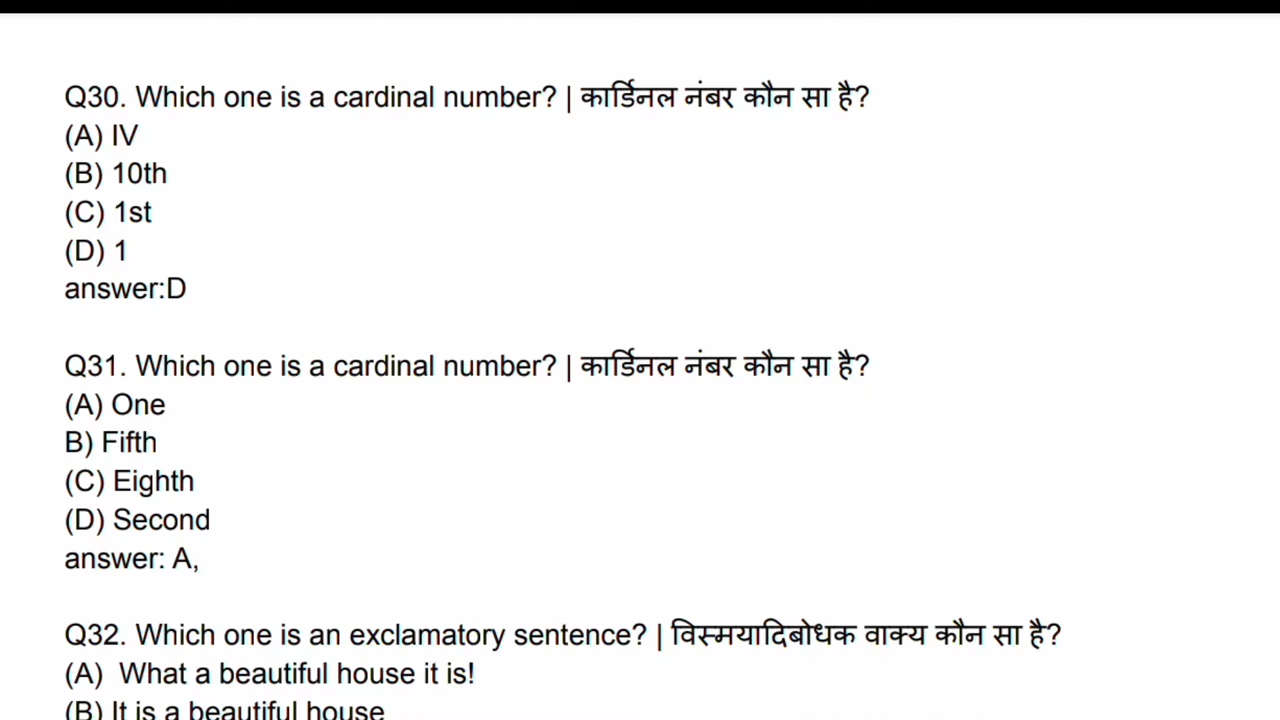 Q30. Which one is a cardinal number? | कार्डिनल नंबर कौन सा है?
(A) IV
(B) 10th
(C) 1st
(D) 1
answer:D
Q31. Which one is a cardinal number? | कार्डिनल नंबर कौन सा है?
(A) One
B) Fifth
(C) Eighth
(D) Second
answer: A,
Q32. Which one is an exclamatory sentence? | विस्मयादिबोधक वाक्य कौन सा है?
(A)  What a beautiful house it is!
(B) It is a beautiful house